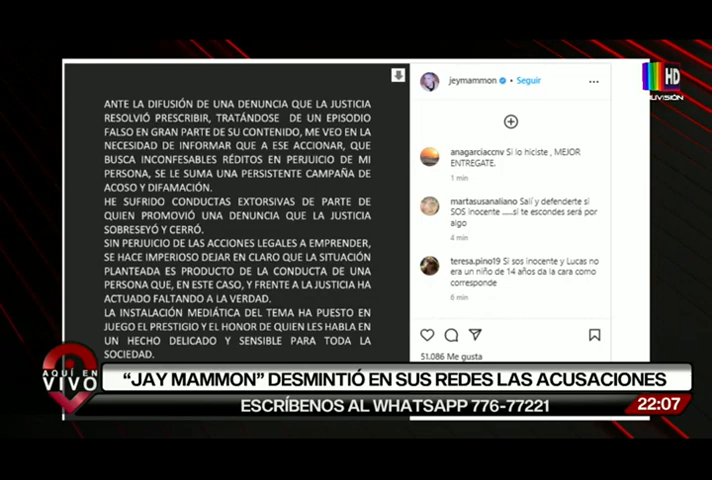 ANTE LA DIFUSIÓN DE UNA DENUNCIA QUE LA JUSTICIA
RESOLVIÓ PRESCRIBIR, TRATÁNDOSE DE UN EPISODIO
FALSO EN GRAN PARTE DE SU CONTENIDO, ME VEO EN LA
NECESIDAD DE INFORMAR QUE A ESE ACCIONAR, QUE
BUSCA INCONFESABLES RÉDITOS EN PERJUICIO DE MI
PERSONA, SE LE SUMA UNA PERSISTENTE CAMPAÑA DE
ACOSO Y DIFAMACIÓN.
HE SUFRIDO CONDUCTAS EXTORSIVAS DE PARTE DE
QUIEN PROMOVIÓ UNA DENUNCIA QUE LA JUSTICIA
SOBRESEYÓ Y CERRÓ.
SIN PERJUICIO DE LAS ACCIONES LEGALES A EMPRENDER,
SE HACE IMPERIOSO DEJAR EN CLARO QUE LA SITUACIÓN
PLANTEADA ES PRODUCTO DE LA CONDUCTA DE UNA
PERSONA QUE, EN ESTE CASO, Y FRENTE A LA JUSTICIA HA
ACTUADO FALTANDO A LA VERDAD.
LA INSTALACIÓN MEDIÁTICA DEL TEMA HA PUESTO EN
JUEGO EL PRESTIGIO Y EL HONOR DE QUIEN LES HABLA EN
UN HECHO DELICADO Y SENSIBLE PARA TODA LA
SOCIEDAD.
jeymammon • Seguir
anagarciaccnv Si lo hiciste , MEJOR
ENTREGATE.
1 min
martasusanaliano Salí y defenderte si
SOS inocente ......si te escondes será por
algo
4 min
teresa.pino19 Si sos inocente y Lucas no
era un niño de 14 años da la cara como
corresponde
6 min
51.086 Me gusta
HD
UVISIÓN
AQUÍ EN
VIVO
“JAY MAMMON” DESMINTIÓ EN SUS REDES LAS ACUSACIONES
ESCRÍBENOS AL WHATSAPP 776-77221
22:07